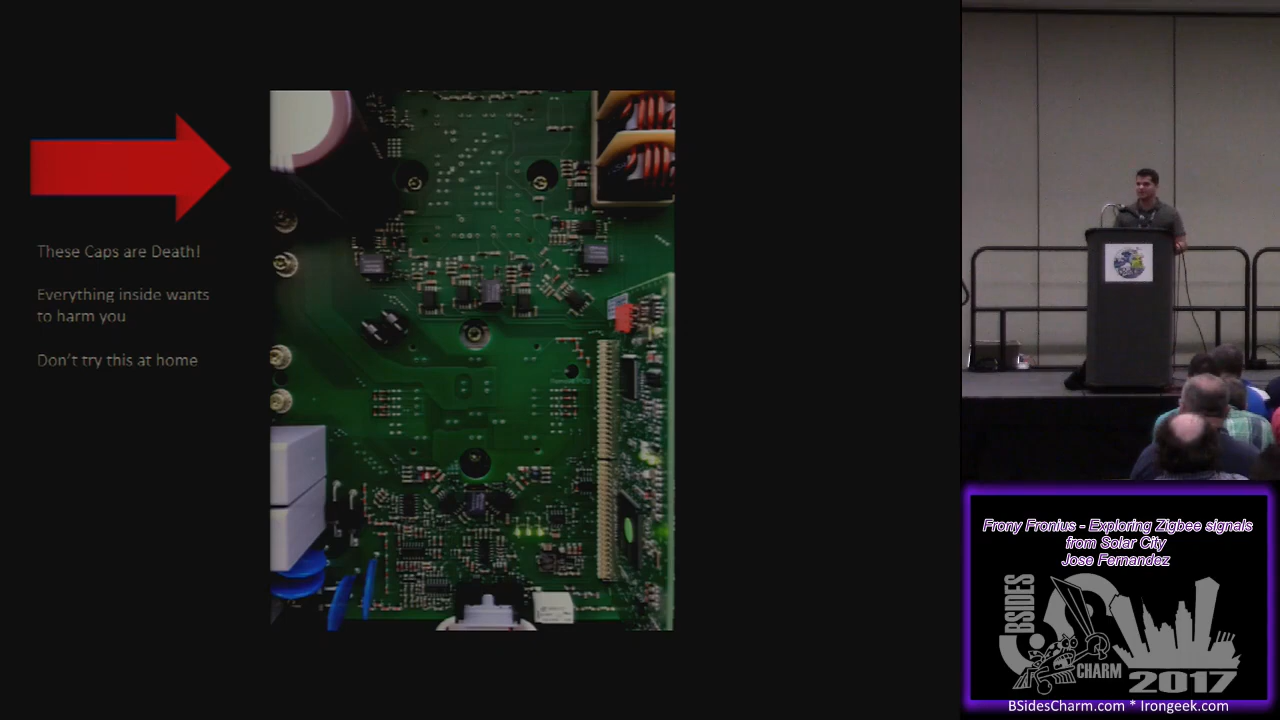 These Caps are Death!
Everything inside wants
to harm you
Don't try this at home
Frony Fronius - Exploring Zigbee signals
from Solar City
Jose Fernandez
BSIDES
CHARM
2017
BSidesCharm.com * Irongeek.com